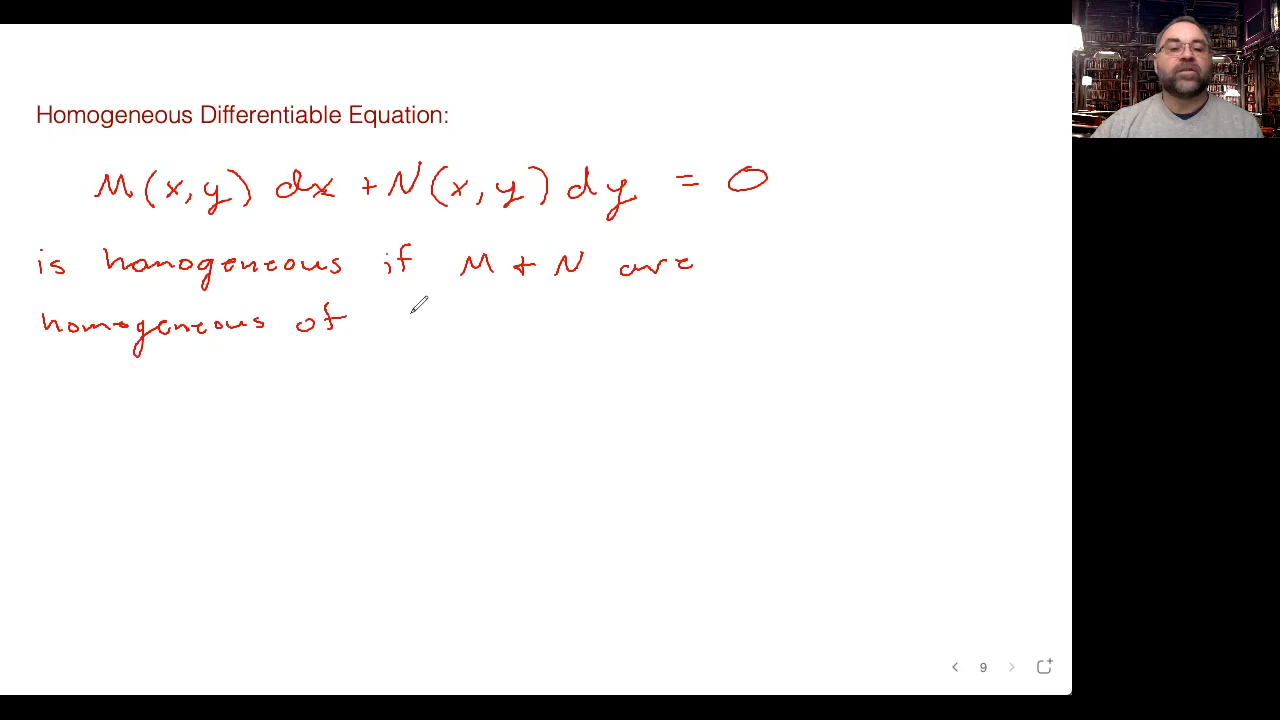 Homogeneous Differentiable Equation:
M(x,y) dx + N(x,y) dy = 0
is homogeneous if M + N are
homogeneous of
9